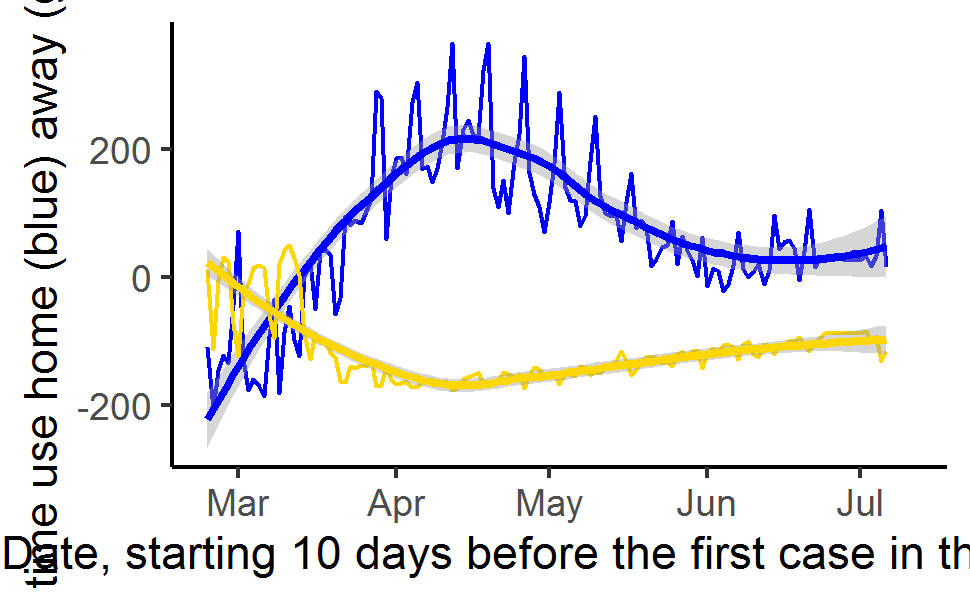 time use home (blue) away (
200
0
-200
Mar Apr May Jun Jul
Date, starting 10 days before the first case in th